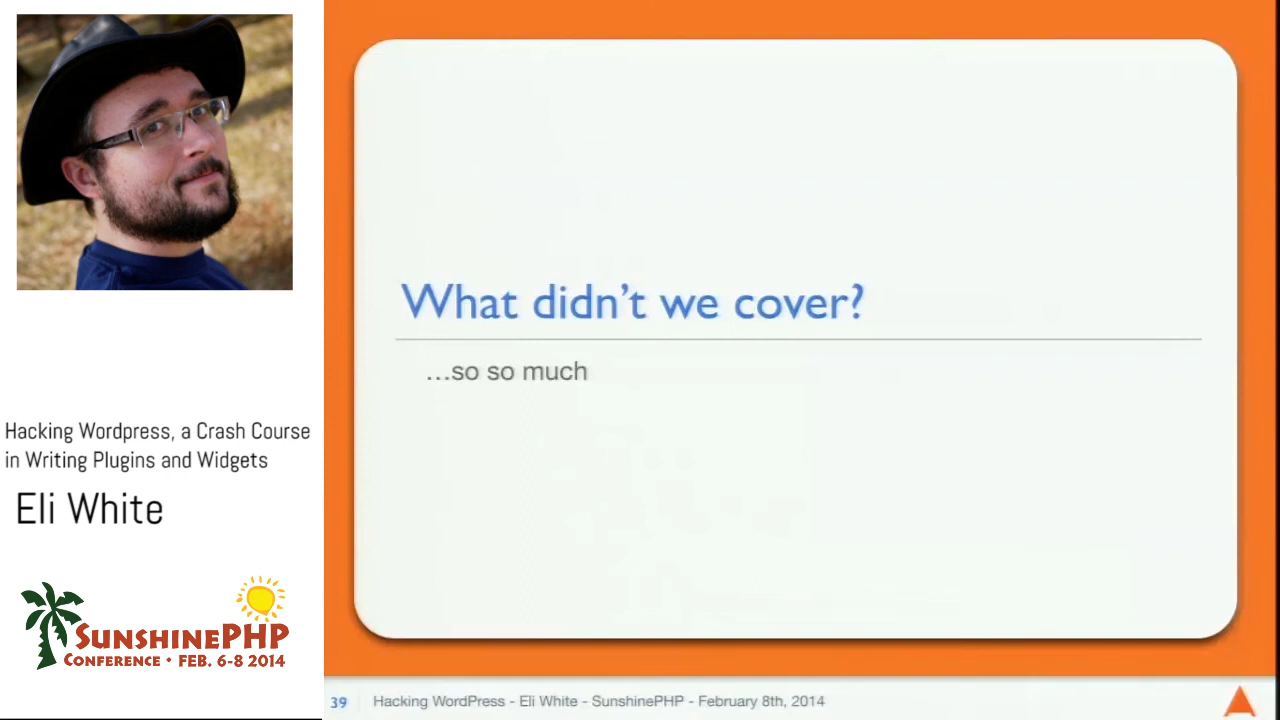 Hacking Wordpress, a Crash Course
in Writing Plugins and Widgets
Eli White
SUNSHINEPHP
CONFERENCE • FEB. 6-8 2014
What didn't we cover?
…so so much
39
Hacking WordPress - Eli White - SunshinePHP - February 8th, 2014